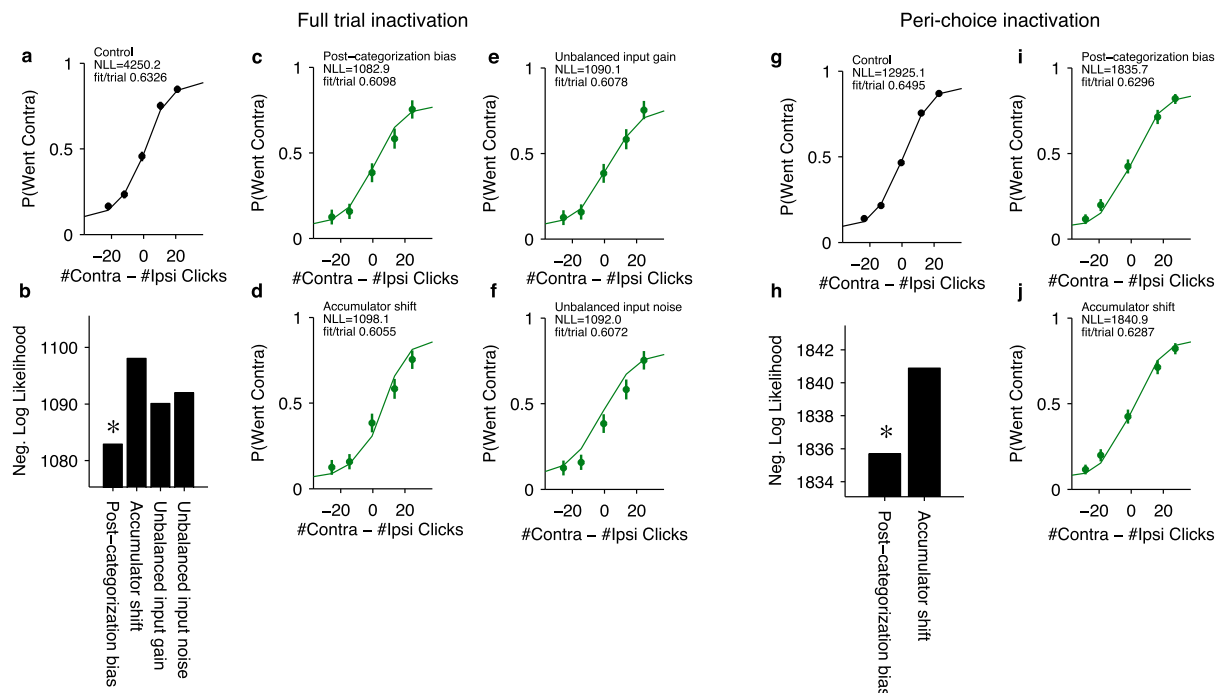 Full trial inactivation
Peri-choice inactivation
a
Control
NLL=4250.2
fit/trial 0.6326
1
0.5
0
P(Went Contra)
−20 0 20
#Contra − #Ipsi Clicks
b
Neg. Log Likelihood
1100
1090
1080
*
Post−categorization bias
Accumulator shift
Unbalanced input gain
Unbalanced input noise
c
Post−categorization bias
NLL=1082.9
fit/trial 0.6098
1
0.5
0
P(Went Contra)
−20 0 20
#Contra − #Ipsi Clicks
d
Accumulator shift
NLL=1098.1
fit/trial 0.6055
1
0.5
0
P(Went Contra)
−20 0 20
#Contra − #Ipsi Clicks
e
Unbalanced input gain
NLL=1090.1
fit/trial 0.6078
1
0.5
0
P(Went Contra)
−20 0 20
#Contra − #Ipsi Clicks
f
Unbalanced input noise
NLL=1092.0
fit/trial 0.6072
1
0.5
0
P(Went Contra)
−20 0 20
#Contra − #Ipsi Clicks
g
Control
NLL=12925.1
fit/trial 0.6495
1
0.5
0
P(Went Contra)
−20 0 20
#Contra − #Ipsi Clicks
h
Neg. Log Likelihood
1842
1840
1838
1836
1834
*
Post−categorization bias
Accumulator shift
i
Post−categorization bias
NLL=1835.7
fit/trial 0.6296
1
0.5
0
P(Went Contra)
−20 0 20
#Contra − #Ipsi Clicks
j
Accumulator shift
NLL=1840.9
fit/trial 0.6287
1
0.5
0
P(Went Contra)
−20 0 20
#Contra − #Ipsi Clicks